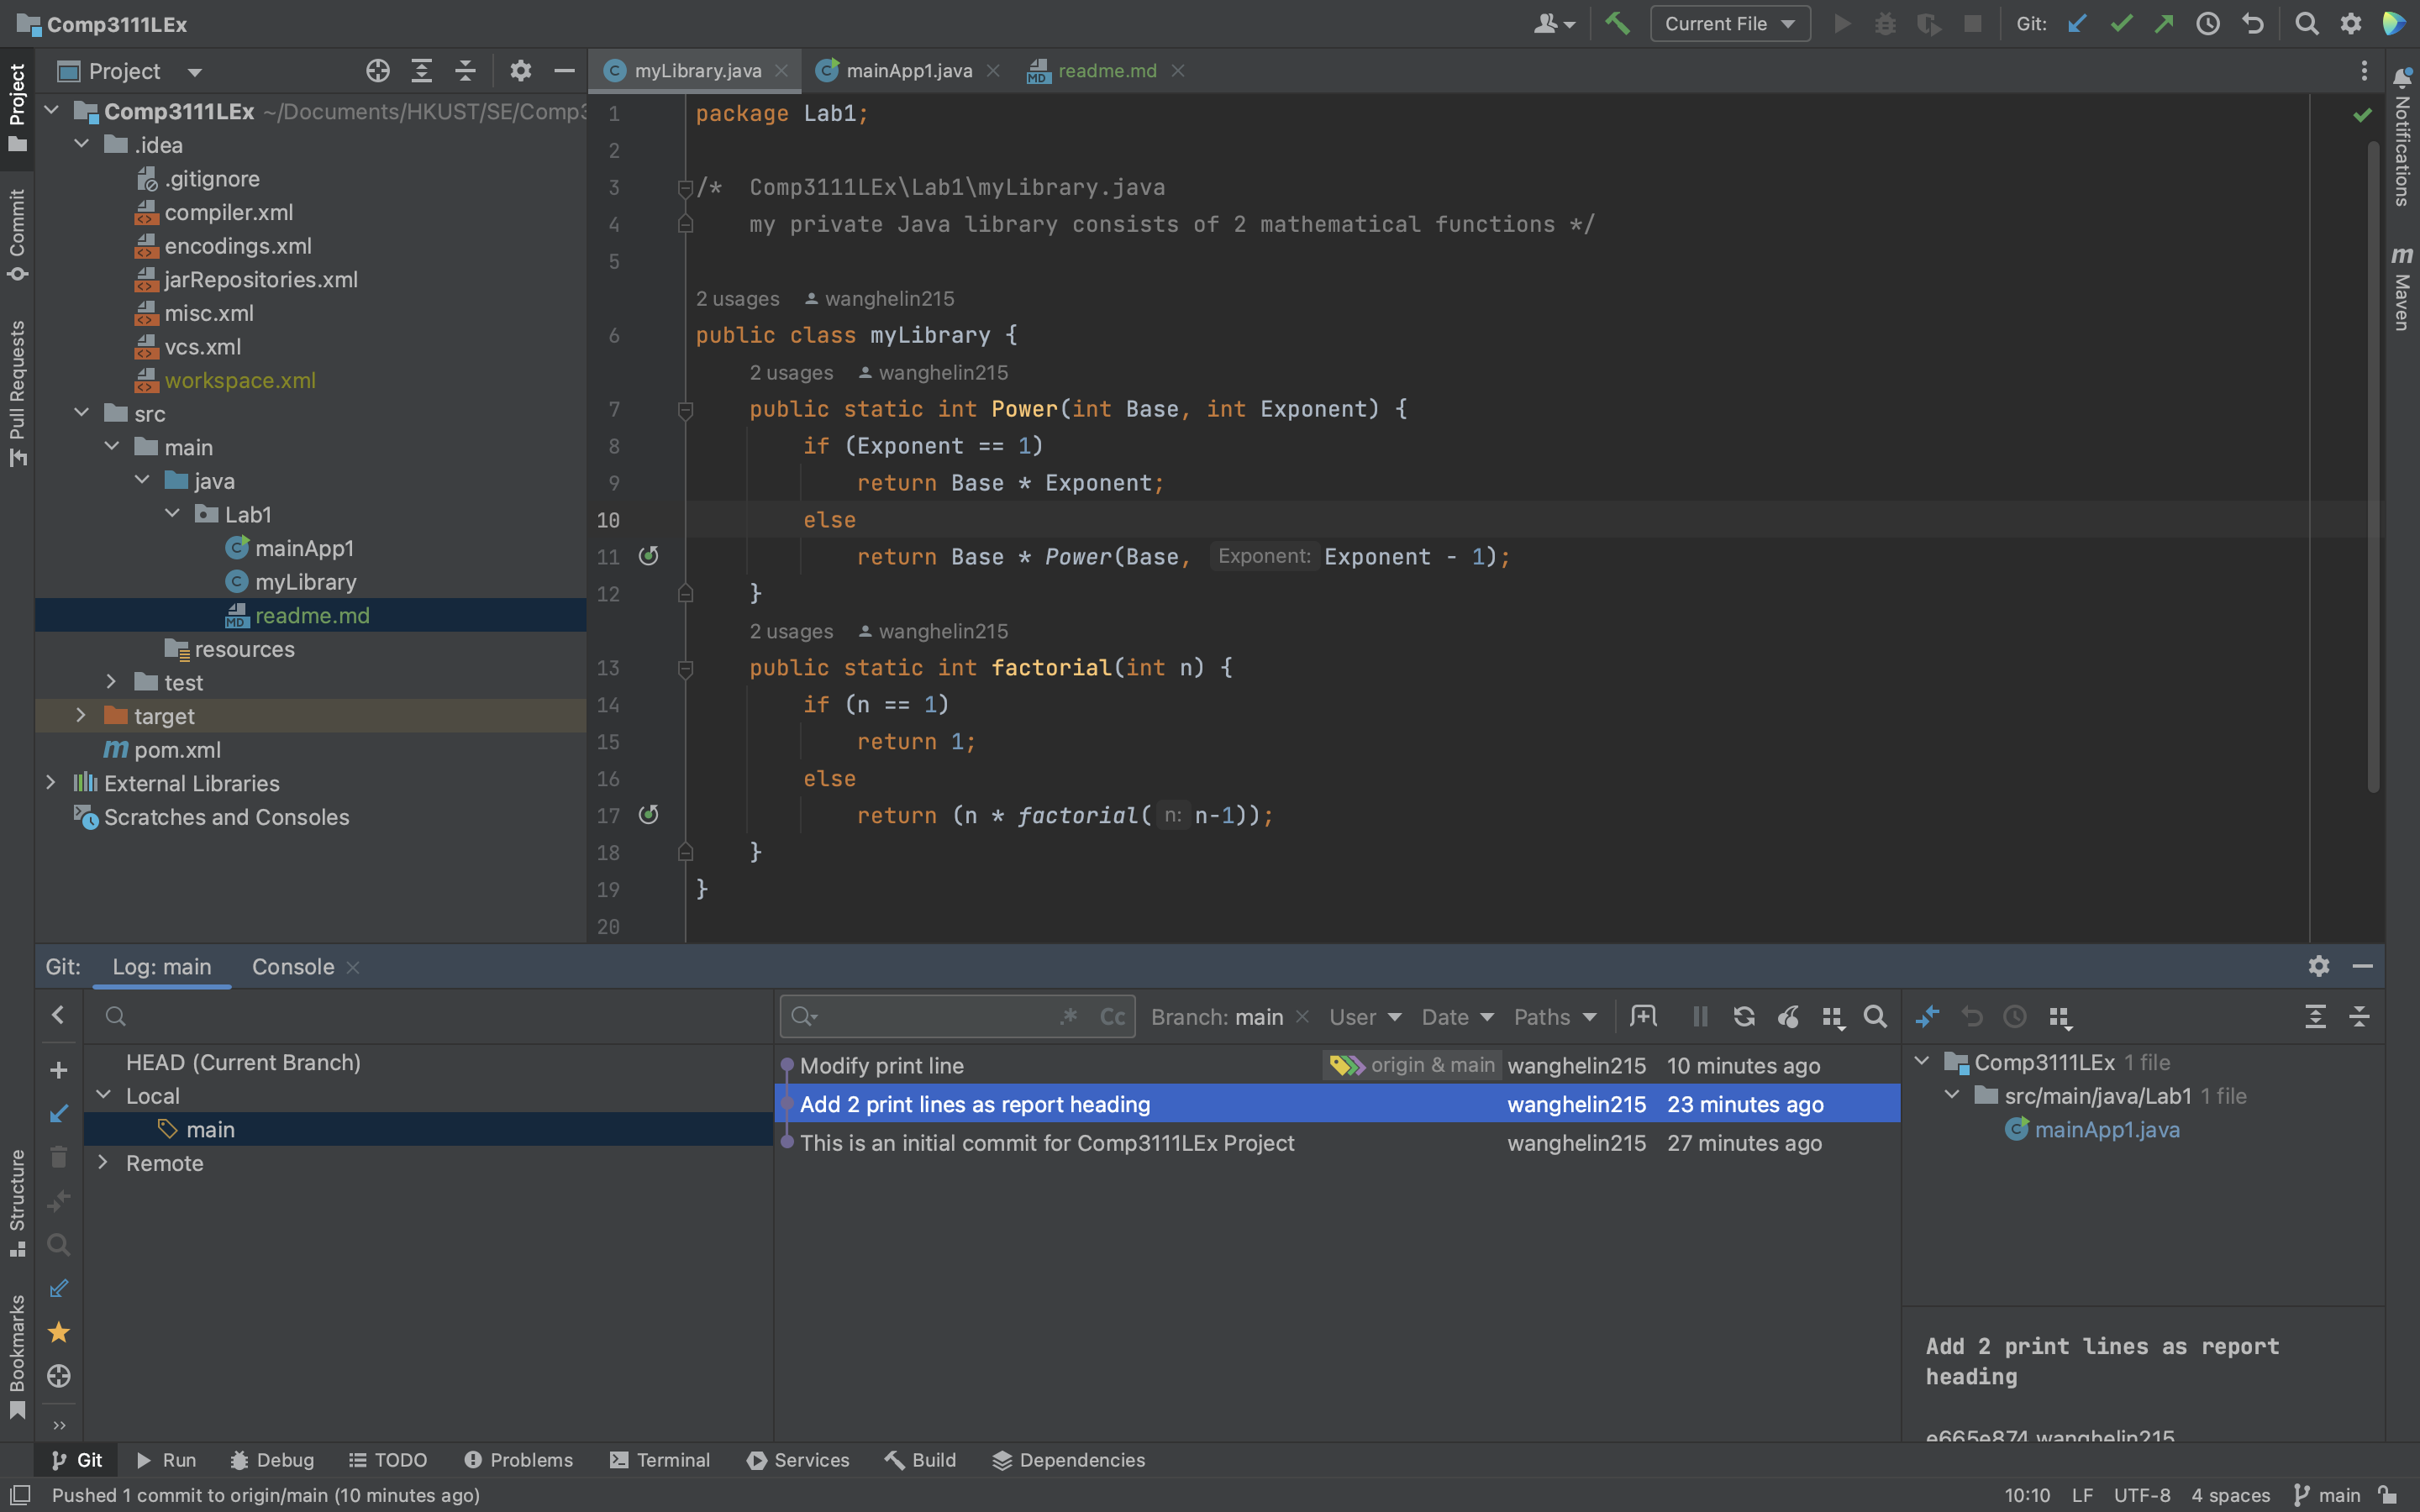 Comp3111LEx
Current File
Git:
Project
Commit
Pull Requests
Structure
Bookmarks
Project
Comp3111LEx ~/Documents/HKUST/SE/Comp3
.idea
.gitignore
compiler.xml
encodings.xml
jarRepositories.xml
misc.xml
vcs.xml
workspace.xml
src
main
java
Lab1
mainApp1
myLibrary
MD readme.md
resources
test
target
m pom.xml
External Libraries
Scratches and Consoles
myLibrary.java
mainApp1.java
MD readme.md
1 package Lab1;
2
3 /* Comp3111LEx\Lab1\myLibrary.java
4 my private Java library consists of 2 mathematical functions */
5
2 usages wanghelin215
6 public class myLibrary {
2 usages wanghelin215
7 public static int Power(int Base, int Exponent) {
8 if (Exponent == 1)
9 return Base * Exponent;
10 else
11 return Base * Power(Base, Exponent: Exponent - 1);
12 }
2 usages wanghelin215
13 public static int factorial(int n) {
14 if (n == 1)
15 return 1;
16 else
17 return (n * factorial( n: n-1));
18 }
19 }
20
Notifications
m Maven
Git: Log: main Console
HEAD (Current Branch)
Local
main
Remote
.* Cc Branch: main User Date Paths
Modify print line origin & main wanghelin215 10 minutes ago
Add 2 print lines as report heading wanghelin215 23 minutes ago
This is an initial commit for Comp3111LEx Project wanghelin215 27 minutes ago
Comp3111LEx 1 file
src/main/java/Lab1 1 file
mainApp1.java
Add 2 print lines as report
heading
e665e874 wanghelin215
Git Run Debug TODO Problems Terminal Services Build Dependencies
Pushed 1 commit to origin/main (10 minutes ago)
10:10 LF UTF-8 4 spaces main